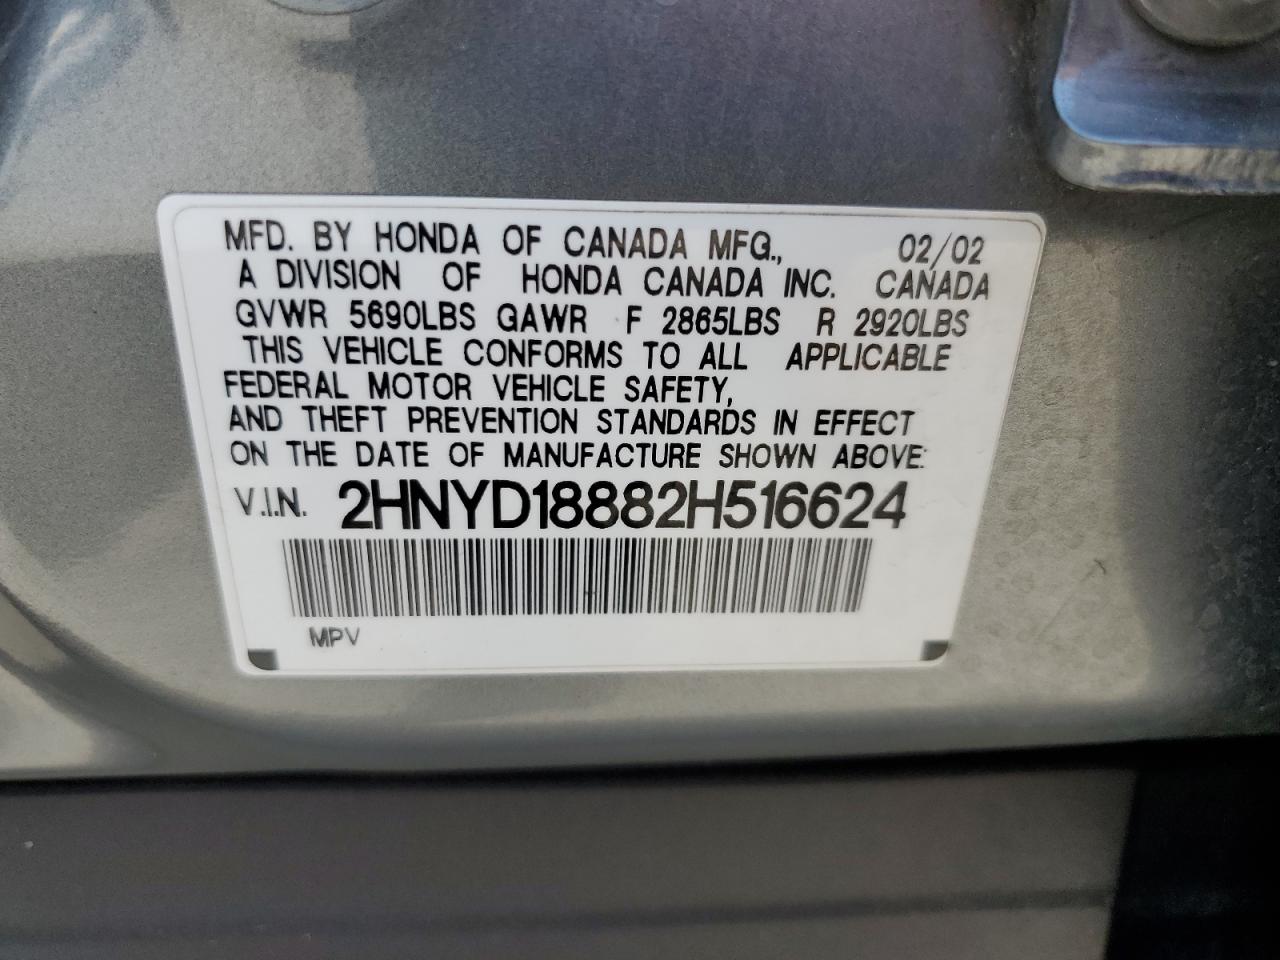 MFD. BY HONDA OF CANADA MFG., 02/02
A DIVISION OF HONDA CANADA INC. CANADA
GVWR 5690LBS GAWR F 2865LBS R 2920LBS
THIS VEHICLE CONFORMS TO ALL APPLICABLE
FEDERAL MOTOR VEHICLE SAFETY,
AND THEFT PREVENTION STANDARDS IN EFFECT
ON THE DATE OF MANUFACTURE SHOWN ABOVE:
V.I.N. 2HNYD18882H516624
MPV